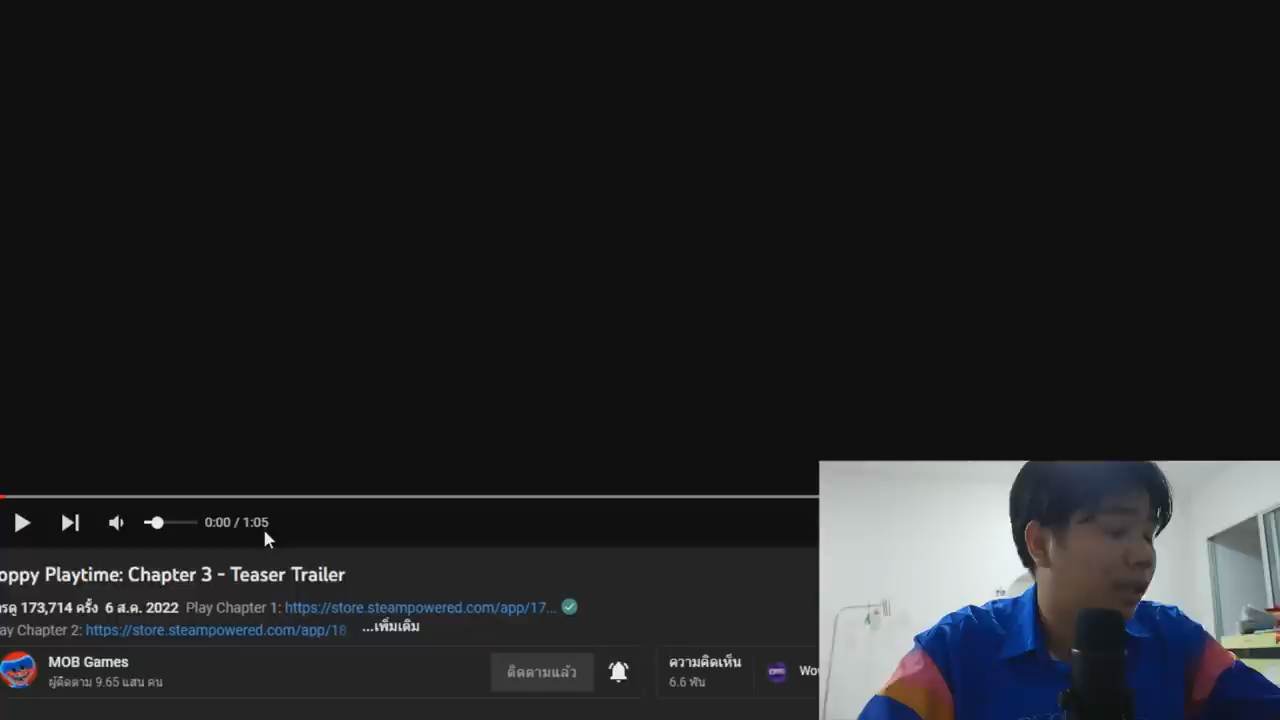 0:00 / 1:05
oppy Playtime: Chapter 3 - Teaser Trailer
ารดู 173,714 ครั้ง 6 ส.ค. 2022 Play Chapter 1: https://store.steampowered.com/app/17...
ay Chapter 2: https://store.steampowered.com/app/18 ...เพิ่มเติม
MOB Games
ผู้ติดตาม 9.65 แสน คน
ติดตามแล้ว
ความคิดเห็น
6.6 พัน
Wow